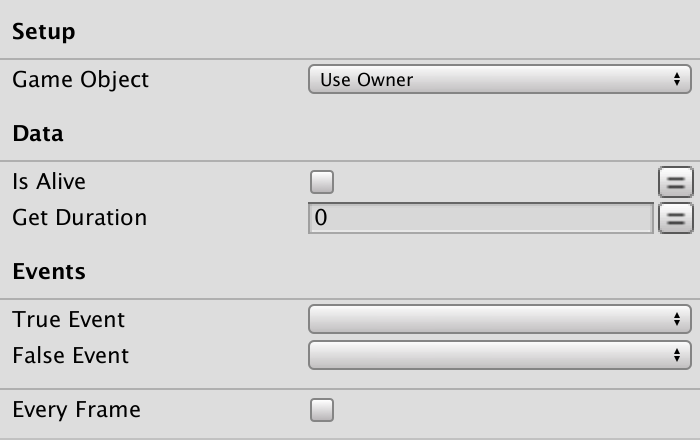 Setup
Game Object Use Owner
Data
Is Alive
Get Duration 0
Events
True Event
False Event
Every Frame